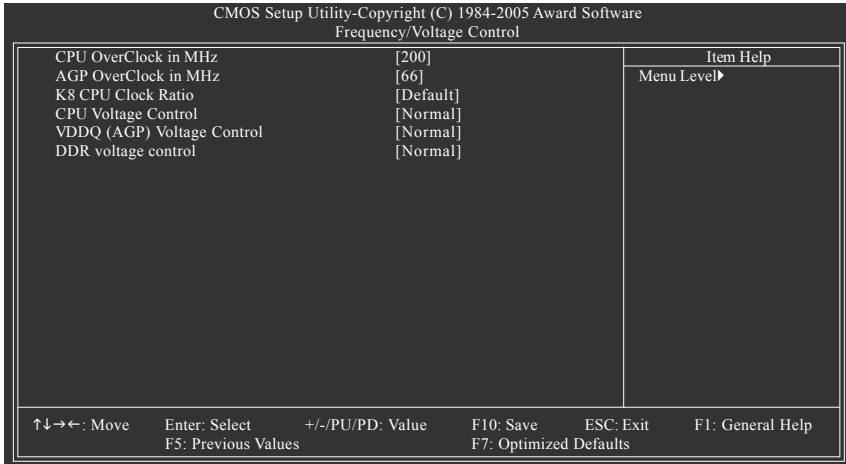 CMOS Setup Utility-Copyright (C) 1984-2005 Award Software
Frequency/Voltage Control
CPU OverClock in MHz [200] Item Help
AGP OverClock in MHz [66] Menu Level▶
K8 CPU Clock Ratio [Default]
CPU Voltage Control [Normal]
VDDQ (AGP) Voltage Control [Normal]
DDR voltage control [Normal]
↑↓→←: Move Enter: Select +/-/PU/PD: Value F10: Save ESC: Exit F1: General Help
F5: Previous Values F7: Optimized Defaults